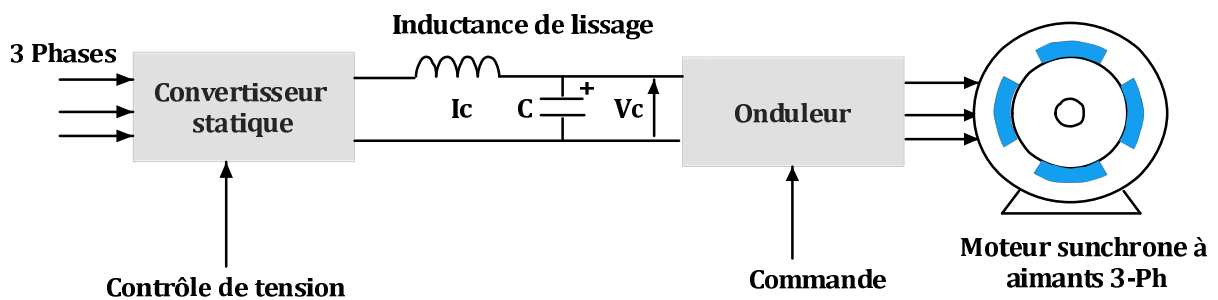 Inductance de lissage
3 Phases
Convertisseur
statique
Ic
C
+
Vc
Onduleur
Contrôle de tension
Commande
Moteur sunchrone à
aimants 3-Ph